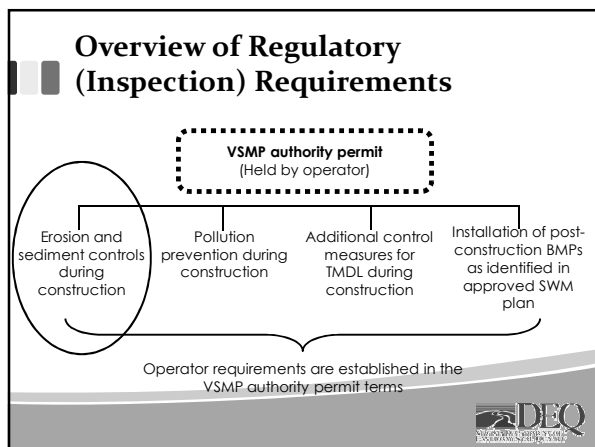 Overview of Regulatory
(Inspection) Requirements
VSMP authority permit
(Held by operator)
Erosion and
sediment controls
during
construction
Pollution
prevention during
construction
Additional control
measures for
TMDL during
construction
Installation of post-
construction BMPs
as identified in
approved SWM
plan
Operator requirements are established in the
VSMP authority permit terms
DEQ